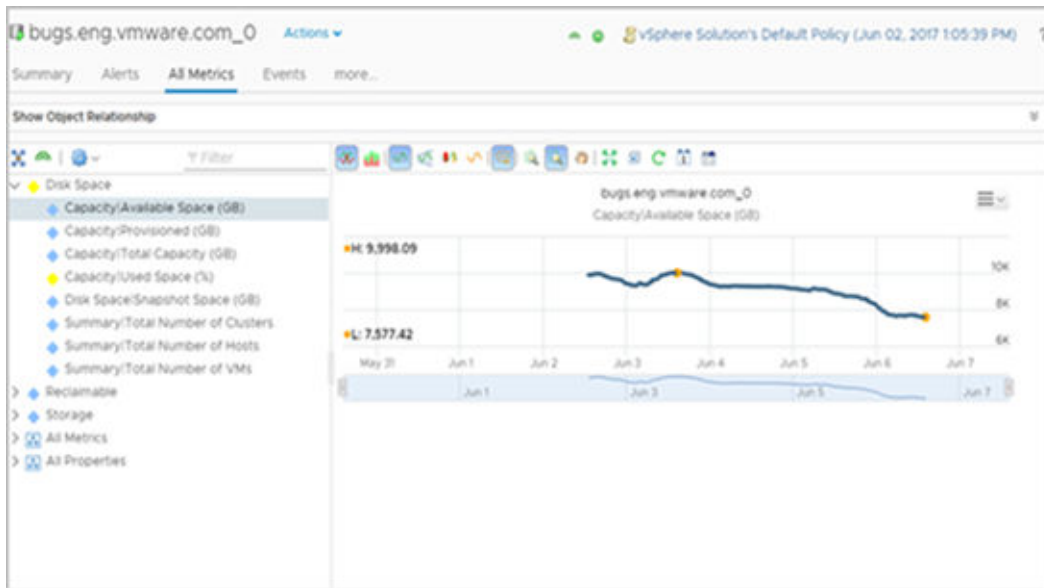 bugs.eng.vmware.com_0 Actions vSphere Solution's Default Policy (Jun 02, 2017 1:05:39 PM) ?
Summary Alerts All Metrics Events more...
Show Object Relationship
Filter
Disk Space
Capacity|Available Space (GB)
Capacity|Provisioned (GB)
Capacity|Total Capacity (GB)
Capacity|Used Space (%)
Disk Space|Snapshot Space (GB)
Summary|Total Number of Clusters
Summary|Total Number of Hosts
Summary|Total Number of VMs
Reclaimable
Storage
All Metrics
All Properties
bugs.eng.vmware.com_0
Capacity|Available Space (GB)
H: 9,998.09
10K
8K
L: 7,577.42
6K
May 31 Jun 1 Jun 2 Jun 3 Jun 4 Jun 5 Jun 6 Jun 7
Jun 1 Jun 3 Jun 5 Jun 7